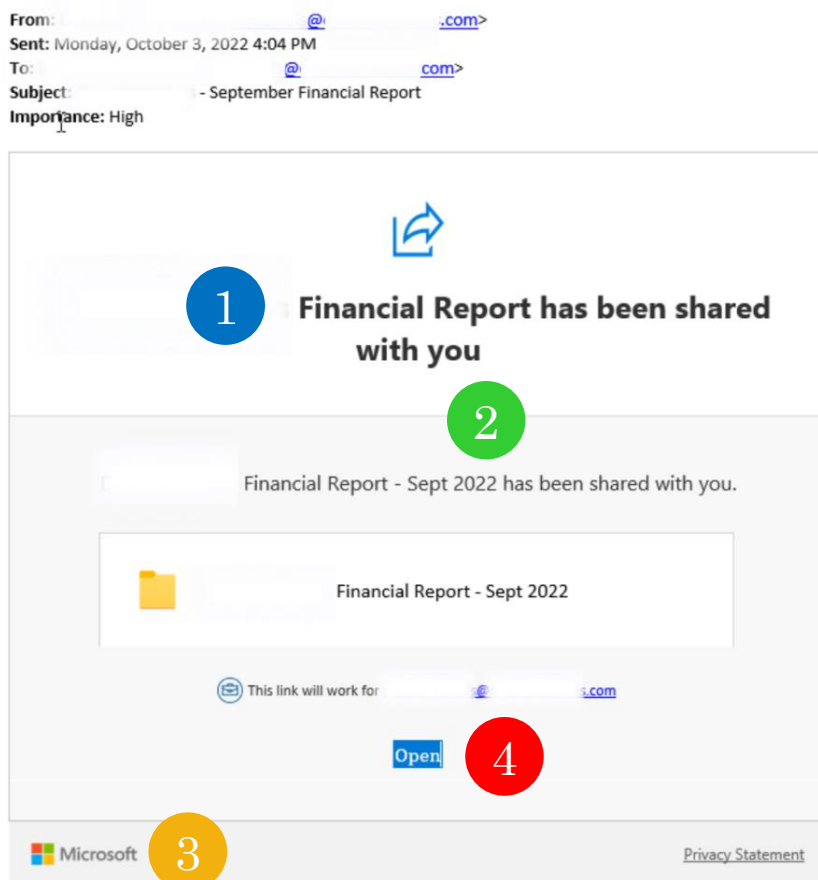 From: @ .com>
Sent: Monday, October 3, 2022 4:04 PM
To: @ com>
Subject: - September Financial Report
Importance: High
1 Financial Report has been shared
with you
2
Financial Report - Sept 2022 has been shared with you.
Financial Report - Sept 2022
This link will work for @ .com
Open 4
Microsoft 3 Privacy Statement